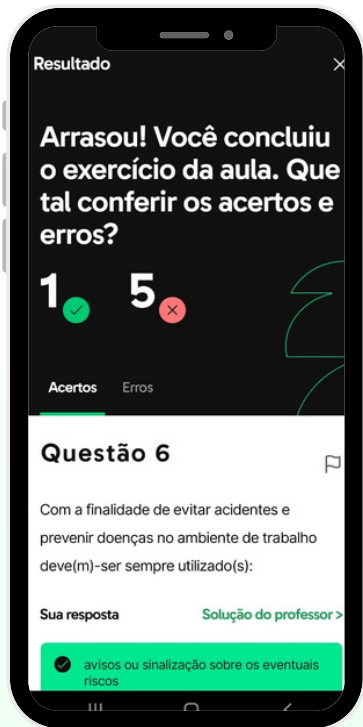 Resultado
Arrasou! Você concluiu
o exercício da aula. Que
tal conferir os acertos e
erros?
1 5
Acertos Erros
Questão 6
Com a finalidade de evitar acidentes e
prevenir doenças no ambiente de trabalho
deve(m)-ser sempre utilizado(s):
Sua resposta Solução do professor >
avisos ou sinalização sobre os eventuais
riscos